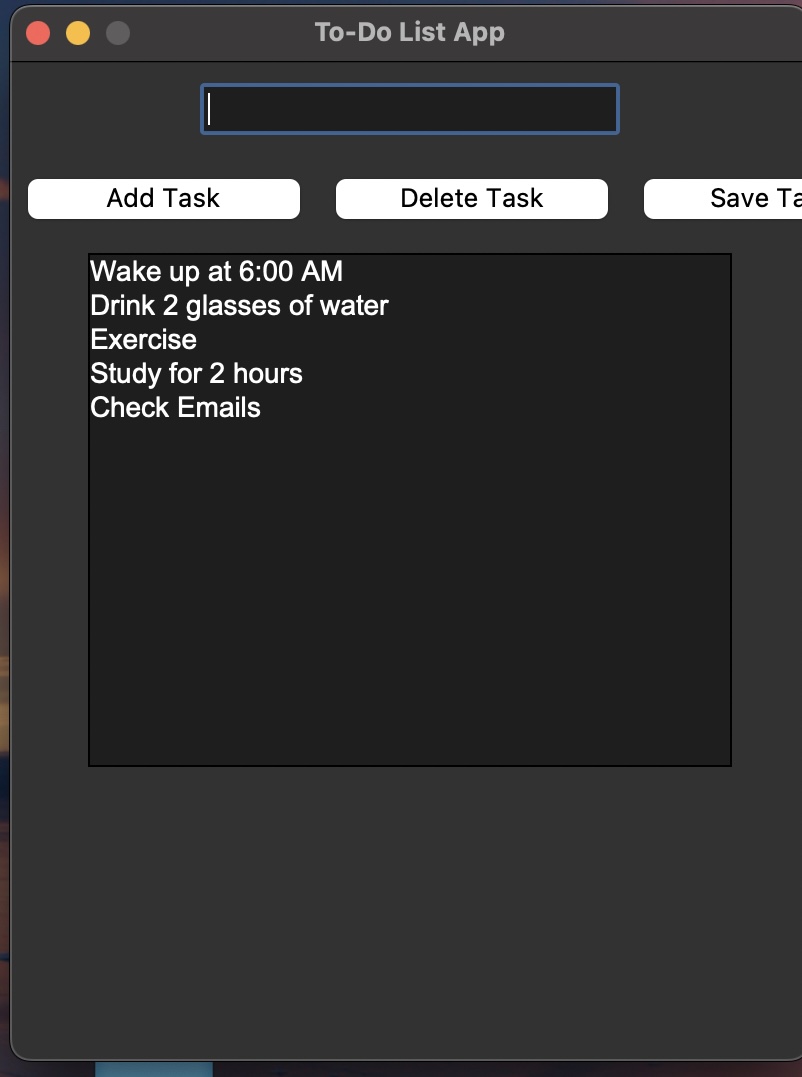 To-Do List App
Add Task
Delete Task
Save Ta
Wake up at 6:00 AM
Drink 2 glasses of water
Exercise
Study for 2 hours
Check Emails